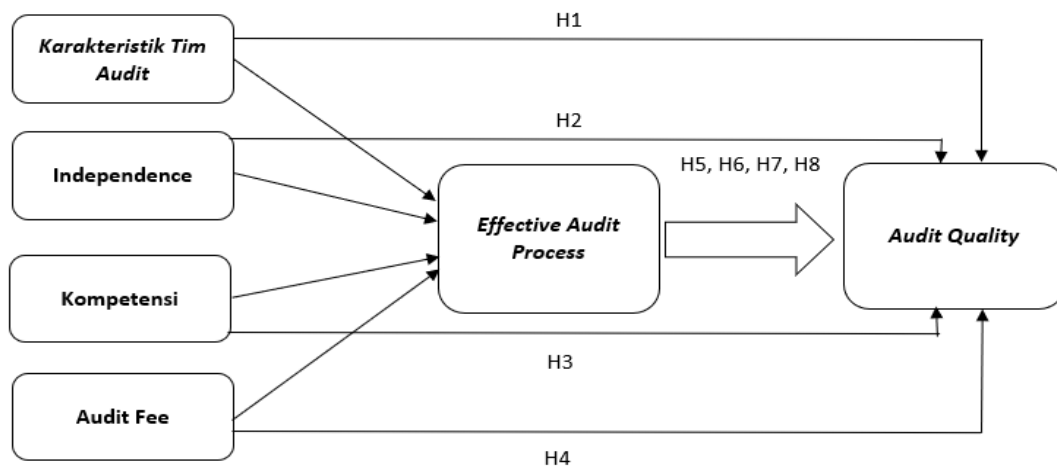 H1
Karakteristik Tim
Audit
H2
Independence
H5, H6, H7, H8
Effective Audit
Process
Audit Quality
Kompetensi
H3
Audit Fee
H4